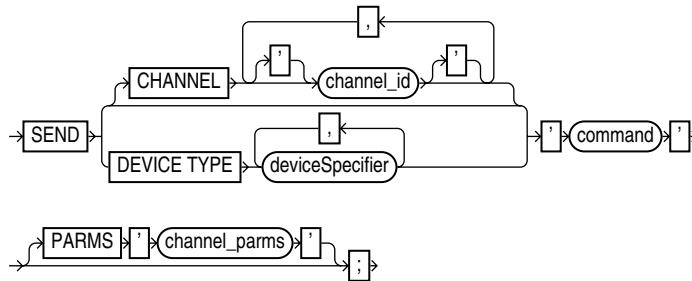 ,
CHANNEL ' channel_id '
SEND , ' command '
DEVICE TYPE deviceSpecifier
PARMS ' channel_parms '
;